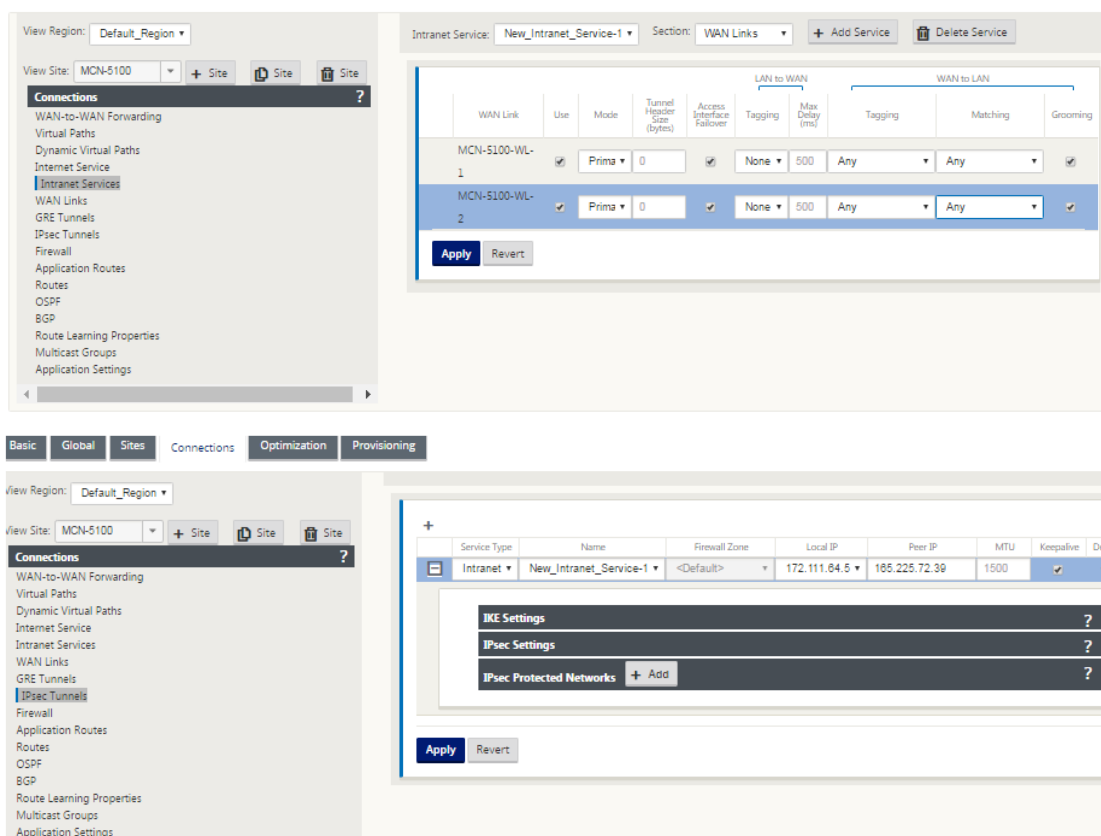 View Region: Default_Region
Intranet Service: New_Intranet_Service-1 Section: WAN Links + Add Service Delete Service
View Site: MCN-5100 + Site Site Site
Connections ?
WAN-to-WAN Forwarding
Virtual Paths
Dynamic Virtual Paths
Internet Service
Intranet Services
WAN Links
GRE Tunnels
IPsec Tunnels
Firewall
Application Routes
Routes
OSPF
BGP
Route Learning Properties
Multicast Groups
Application Settings
LAN to WAN WAN to LAN
WAN Link Use Mode Tunnel Header Size (bytes) Access Interface Failover Tagging Max Delay (ms) Tagging Matching Grooming
MCN-5100-WL-1 Prima 0 None 500 Any Any
MCN-5100-WL-2 Prima 0 None 500 Any Any
Apply Revert
Basic Global Sites Connections Optimization Provisioning
View Region: Default_Region
View Site: MCN-5100 + Site Site Site
Connections ?
WAN-to-WAN Forwarding
Virtual Paths
Dynamic Virtual Paths
Internet Service
Intranet Services
WAN Links
GRE Tunnels
IPsec Tunnels
Firewall
Application Routes
Routes
OSPF
BGP
Route Learning Properties
Multicast Groups
Application Settings
+
Service Type Name Firewall Zone Local IP Peer IP MTU Keepalive
Intranet New_Intranet_Service-1 <Default> 172.111.64.5 165.225.72.39 1500
IKE Settings ?
IPsec Settings ?
IPsec Protected Networks + Add ?
Apply Revert